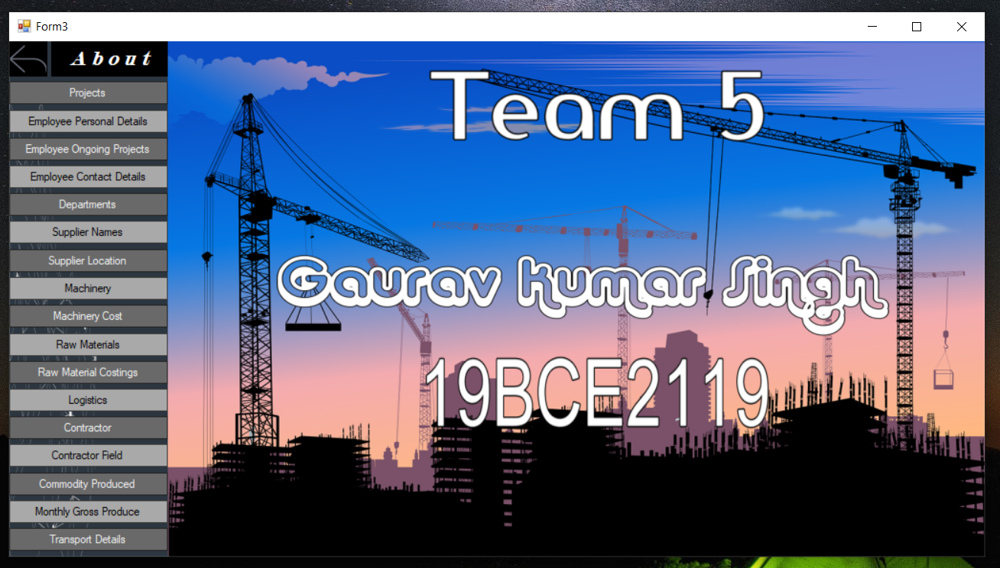 Form3
About
Projects
Employee Personal Details
Employee Ongoing Projects
Employee Contact Details
Departments
Supplier Names
Supplier Location
Machinery
Machinery Cost
Raw Materials
Raw Material Costings
Logistics
Contractor
Contractor Field
Commodity Produced
Monthly Gross Produce
Transport Details
Team 5
Gaurav Kumar Singh
19BCE2119